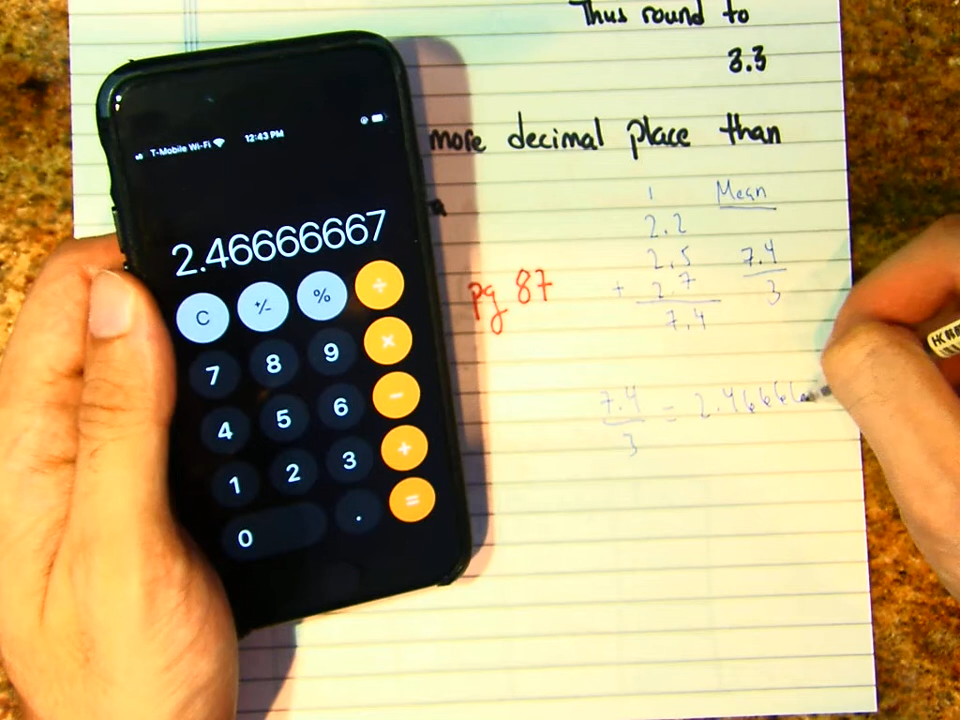 Thus round to
3.3
T-Mobile Wi-Fi 12:43 PM
more decimal place than
1 Mean
2.2
2.5 7.4
+ 2.7 3
7.4
pg 87
2.46666667
C +/- % ÷
7 8 9 ×
4 5 6 −
1 2 3 +
0 . =
7.4 = 2.46666
3